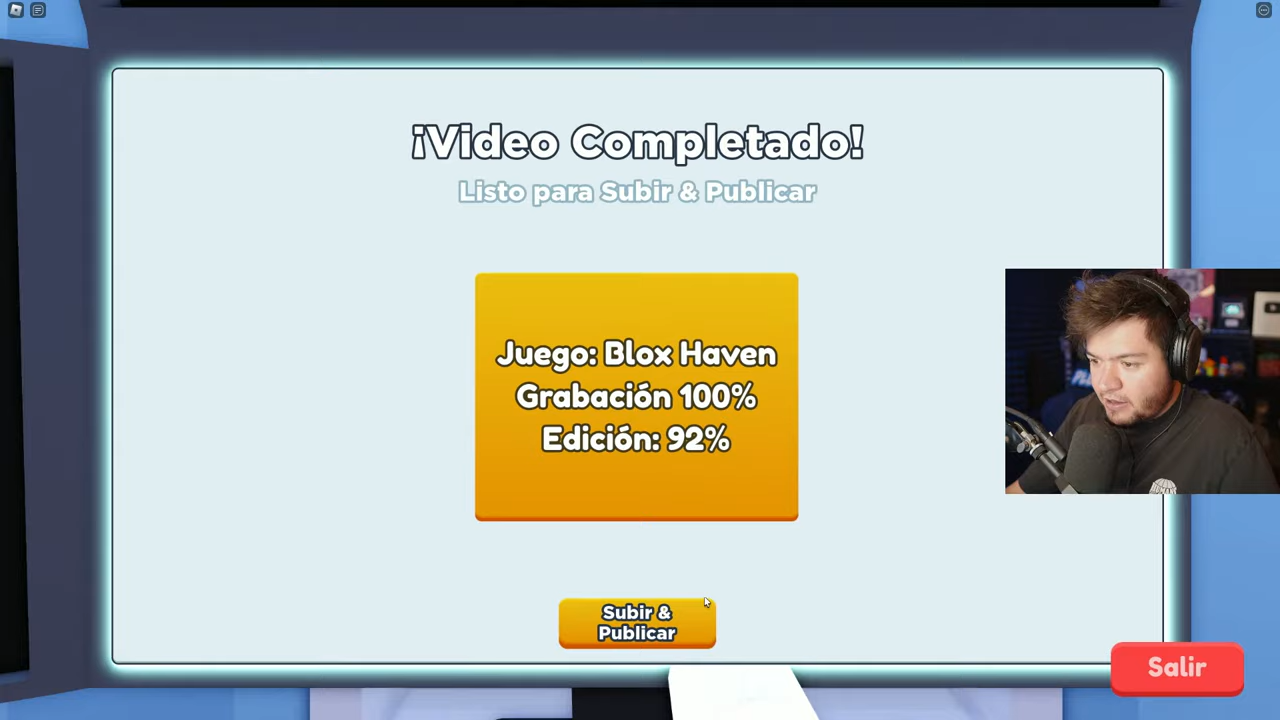 ¡Video Completado!
Listo para Subir & Publicar
Juego: Blox Haven
Grabación 100%
Edición: 92%
Subir &
Publicar
Salir